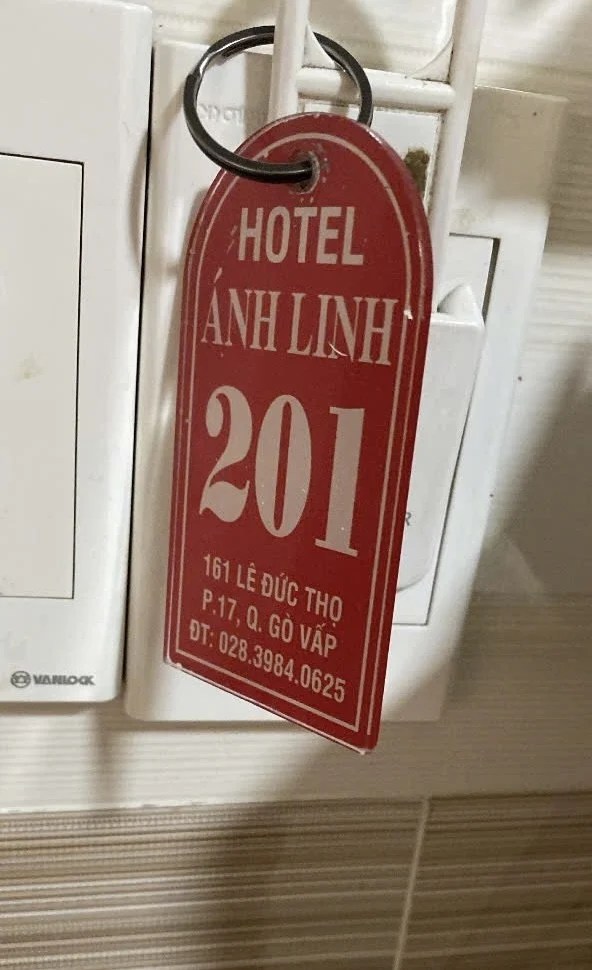 HOTEL
ÁNH LINH
201
161 LÊ ĐỨC THỌ
P.17, Q. GÒ VẤP
ĐT: 028.3984.0625
VANLOCK